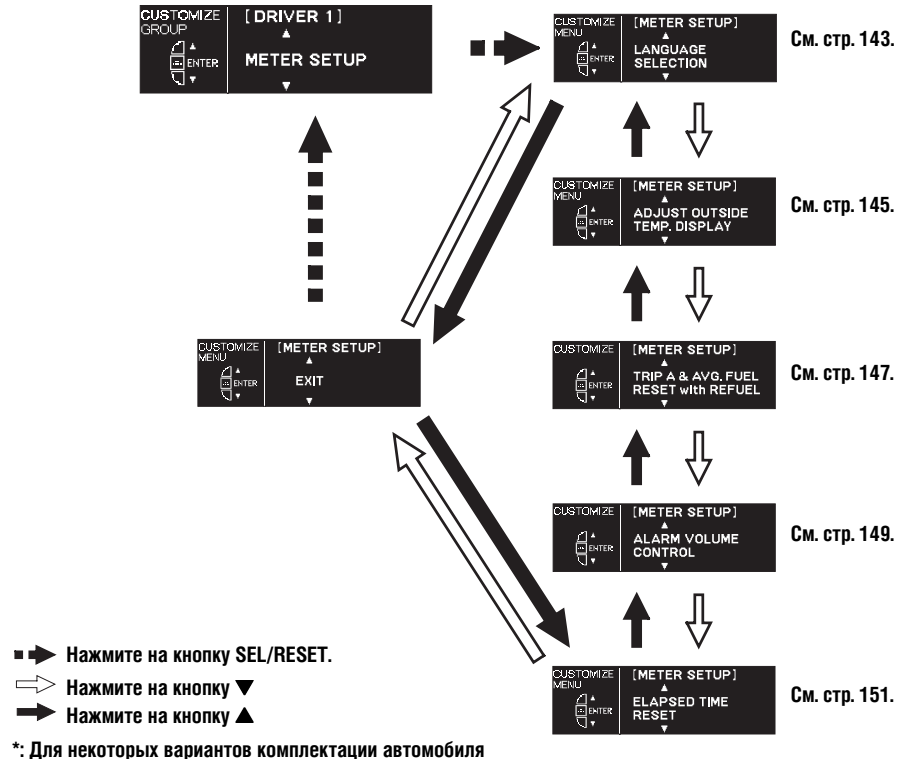 CUSTOMIZE
GROUP
ENTER
[DRIVER 1]
▲
METER SETUP
▼
CUSTOMIZE
MENU
ENTER
[METER SETUP]
▲
LANGUAGE
SELECTION
▼
См. стр. 143.
CUSTOMIZE
MENU
ENTER
[METER SETUP]
▲
ADJUST OUTSIDE
TEMP. DISPLAY
▼
См. стр. 145.
CUSTOMIZE
MENU
ENTER
[METER SETUP]
▲
EXIT
▼
CUSTOMIZE
ENTER
[METER SETUP]
▲
TRIP A & AVG. FUEL
RESET with REFUEL
▼
См. стр. 147.
CUSTOMIZE
ENTER
[METER SETUP]
▲
ALARM VOLUME
CONTROL
▼
См. стр. 149.
CUSTOMIZE
MENU
ENTER
[METER SETUP]
▲
ELAPSED TIME
RESET
▼
См. стр. 151.
Нажмите на кнопку SEL/RESET.
Нажмите на кнопку ▼
Нажмите на кнопку ▲
*: Для некоторых вариантов комплектации автомобиля